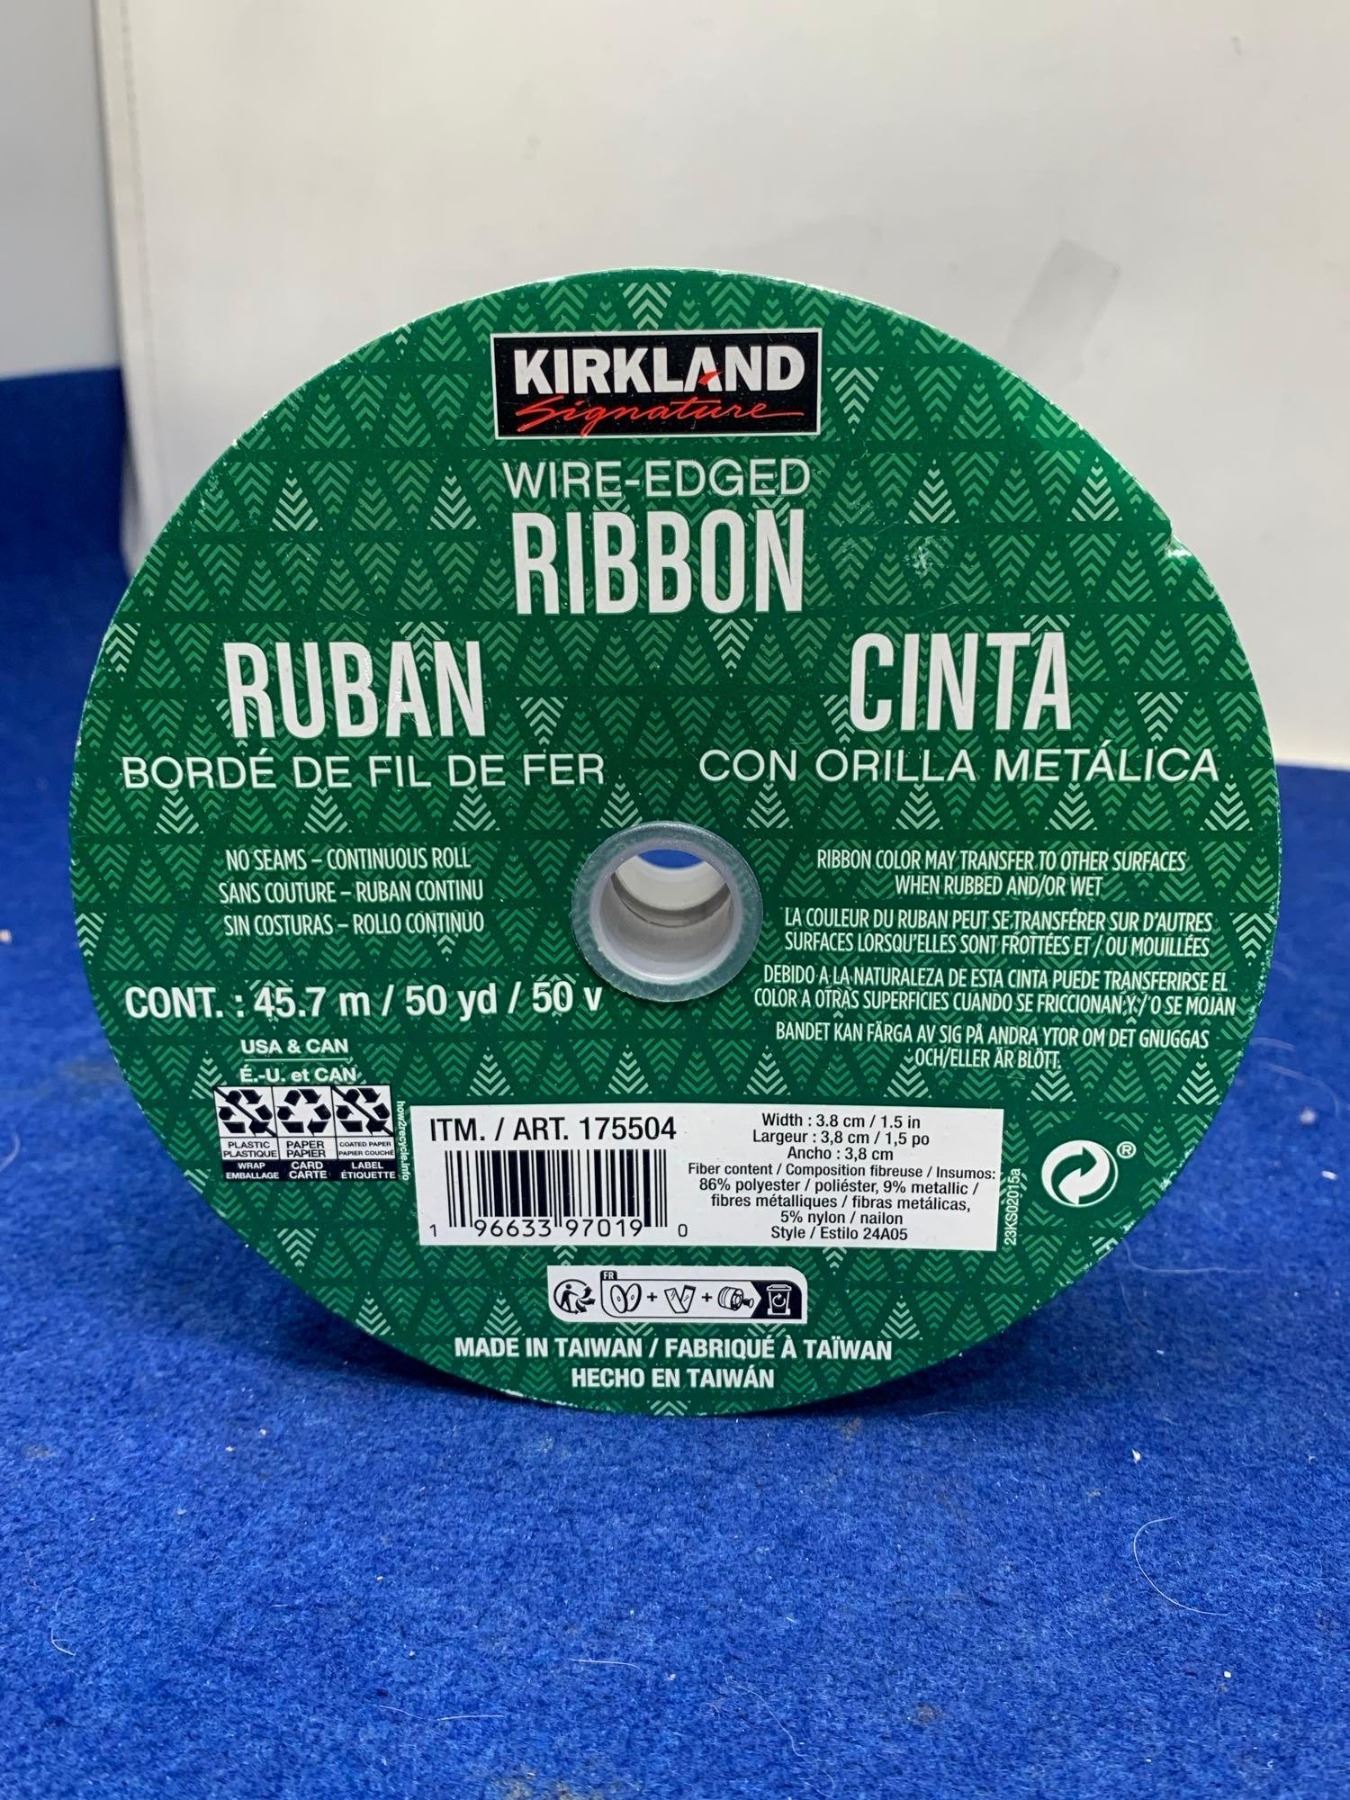 KIRKLAND
Signature
WIRE-EDGED
RIBBON
RUBAN
BORDÉ DE FIL DE FER
CINTA
CON ORILLA METÁLICA
NO SEAMS – CONTINUOUS ROLL
SANS COUTURE – RUBAN CONTINU
SIN COSTURAS – ROLLO CONTINUO
CONT. : 45.7 m / 50 yd / 50 v
RIBBON COLOR MAY TRANSFER TO OTHER SURFACES
WHEN RUBBED AND/OR WET
LA COULEUR DU RUBAN PEUT SE TRANSFÉRER SUR D'AUTRES
SURFACES LORSQU'ELLES SONT FROTTÉES ET / OU MOUILLÉES
DEBIDO A LA NATURALEZA DE ESTA CINTA PUEDE TRANSFERIRSE EL
COLOR A OTRAS SUPERFICIES CUANDO SE FRICCIONAN Y / O SE MOJAN
BANDET KAN FÄRGA AV SIG PÅ ANDRA YTOR OM DET GNUGGAS
OCH/ELLER ÄR BLÖTT.
USA & CAN
É.-U. et CAN
PLASTIC
PLASTIQUE
WRAP
EMBALLAGE
PAPER
PAPIER
CARD
CARTE
COATED PAPER
PAPIER COUCHÉ
LABEL
ÉTIQUETTE
how2recycle.info
ITM. / ART. 175504
1 96633 97019 0
Width : 3.8 cm / 1.5 in
Largeur : 3,8 cm / 1,5 po
Ancho : 3,8 cm
Fiber content / Composition fibreuse / Insumos:
86% polyester / poliéster, 9% metallic /
fibres métalliques / fibras metálicas,
5% nylon / nailon
Style / Estilo 24A05
23KS02015a
®
FR
MADE IN TAIWAN / FABRIQUÉ À TAÏWAN
HECHO EN TAIWÁN